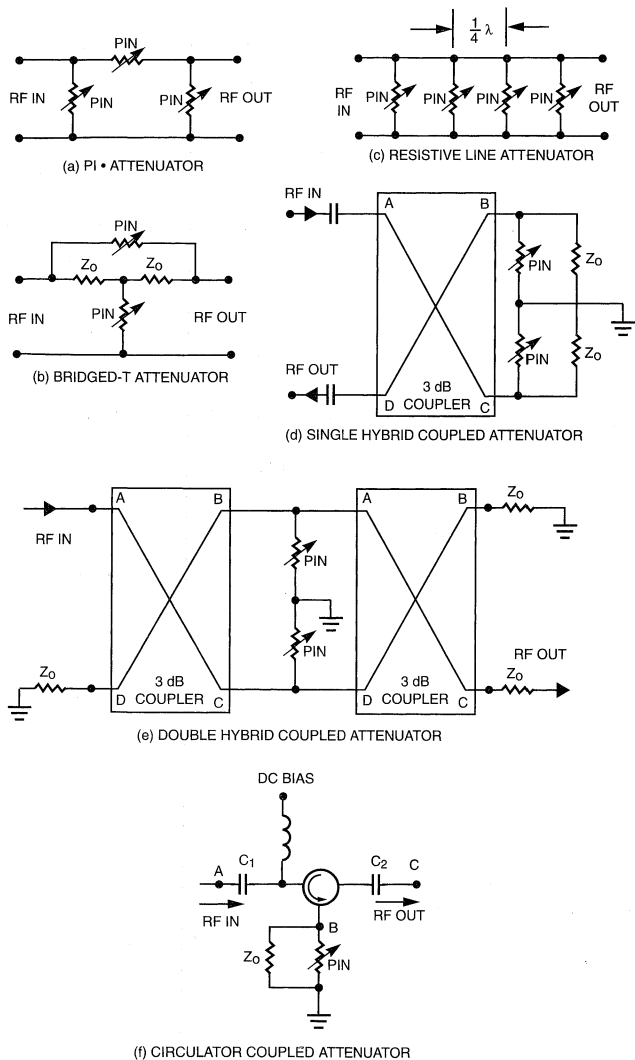 PIN
RF IN
PIN
PIN
RF OUT
(a) PI • ATTENUATOR
1/4 λ
RF IN
PIN
PIN
PIN
PIN
RF OUT
(c) RESISTIVE LINE ATTENUATOR
PIN
Zo
Zo
RF IN
PIN
RF OUT
(b) BRIDGED-T ATTENUATOR
RF IN
A
B
PIN
Zo
PIN
Zo
RF OUT
D
3 dB
COUPLER
C
(d) SINGLE HYBRID COUPLED ATTENUATOR
A
B
A
B
Zo
RF IN
PIN
PIN
Zo
D
3 dB
COUPLER
C
D
3 dB
COUPLER
C
Zo
RF OUT
(e) DOUBLE HYBRID COUPLED ATTENUATOR
DC BIAS
A
C1
C2
C
RF IN
RF OUT
B
Zo
PIN
(f) CIRCULATOR COUPLED ATTENUATOR